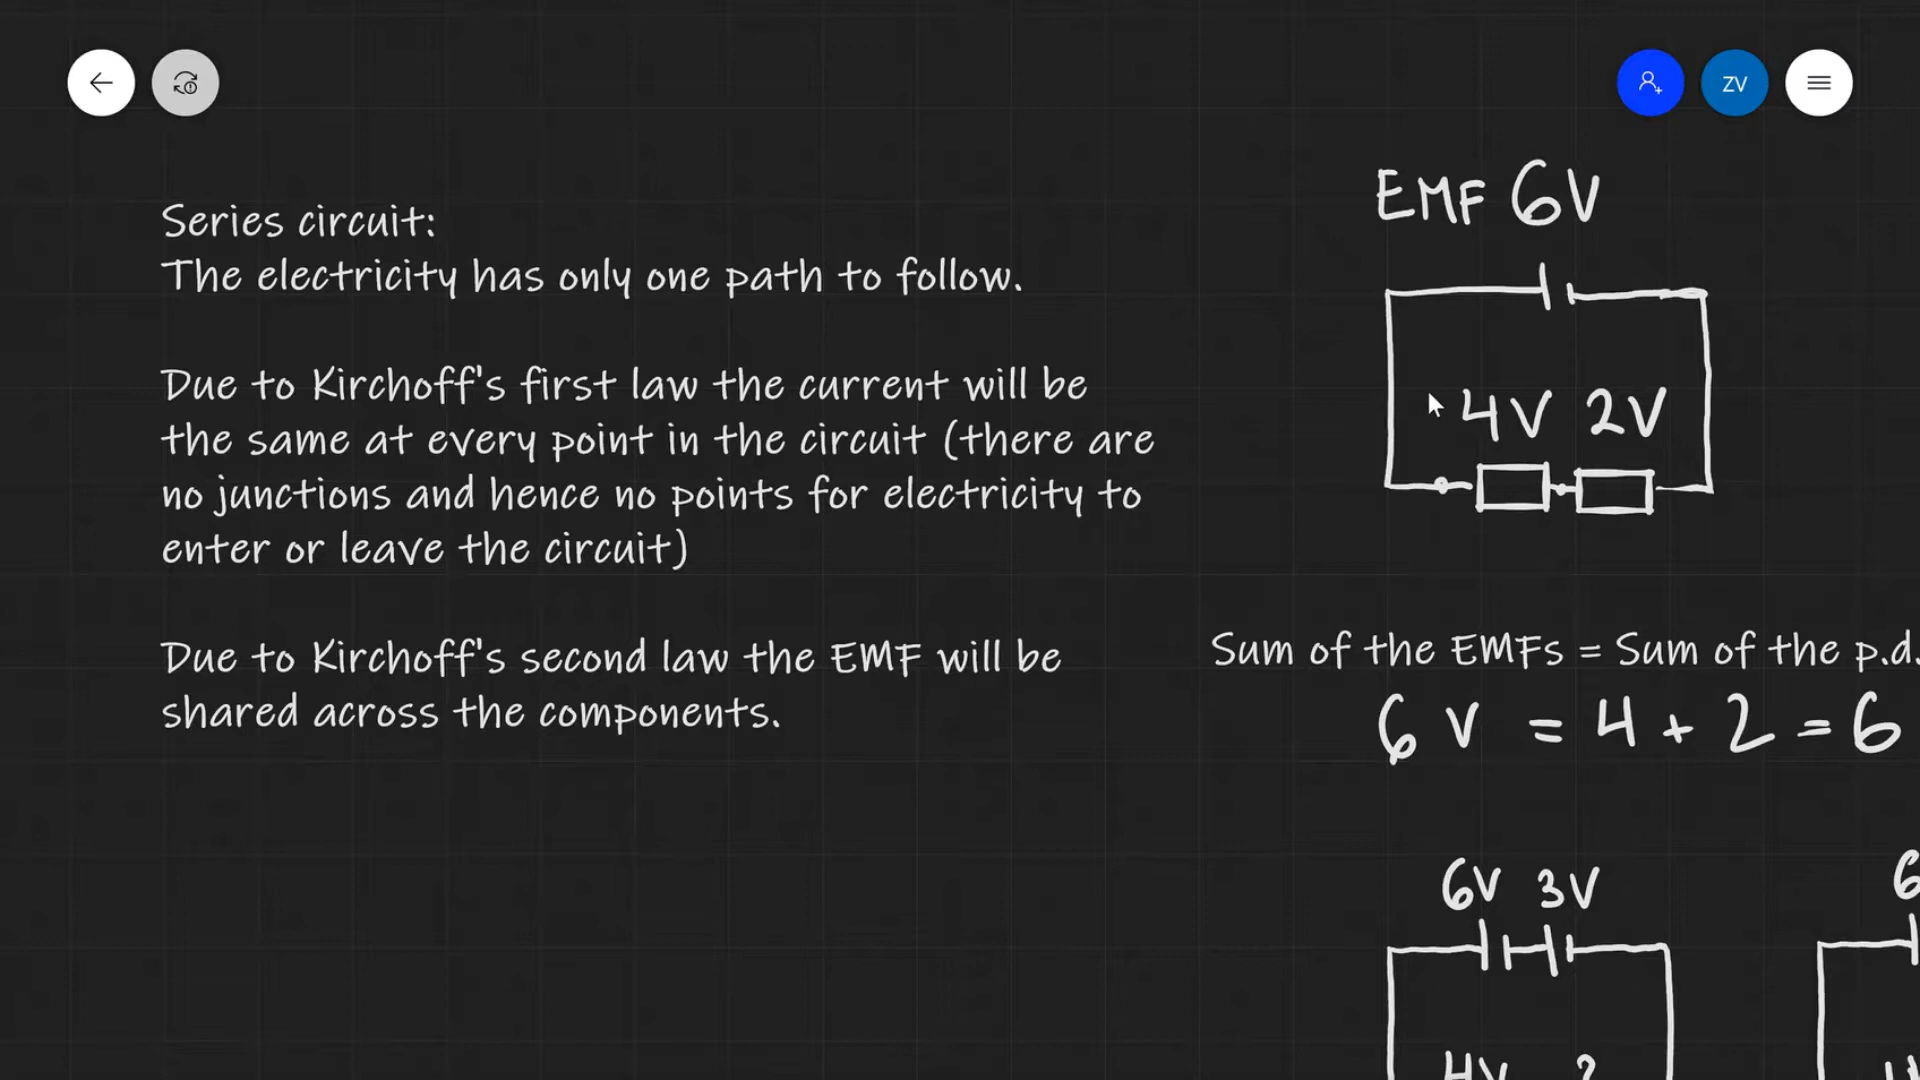 ZV
EMF 6V
Series circuit:
The electricity has only one path to follow.
Due to Kirchoff's first law the current will be
the same at every point in the circuit (there are
no junctions and hence no points for electricity to
enter or leave the circuit)
4V 2V
Due to Kirchoff's second law the EMF will be
shared across the components.
Sum of the EMFs = Sum of the p.d.
6 V = 4 + 2 = 6
6V 3V
6
4V ?